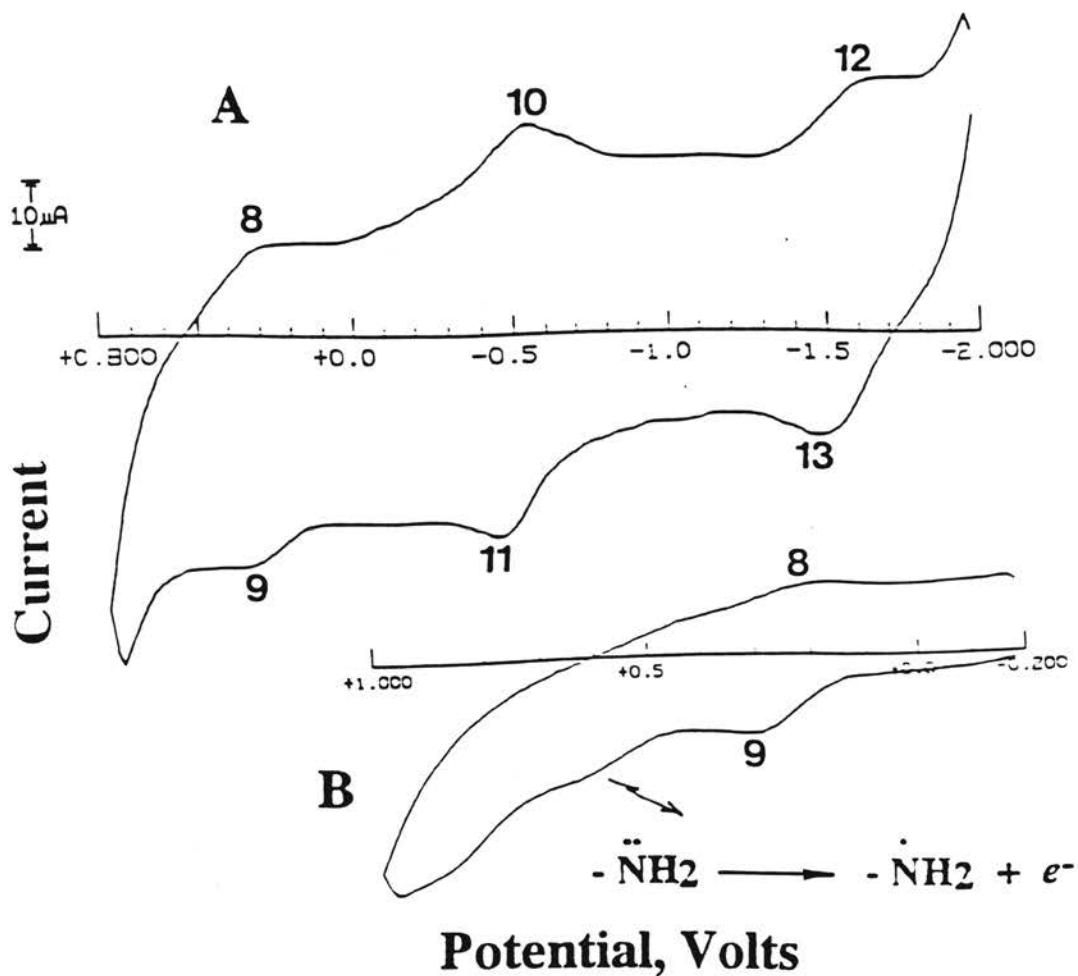 A
8
10
12
10µA
+0.800
+0.0
-0.5
-1.0
-1.5
-2.000
13
11
9
Current
8
+1.000
+0.5
-0.200
9
B
- N̈H2 ⟶ - ṄH2 + e-
Potential, Volts